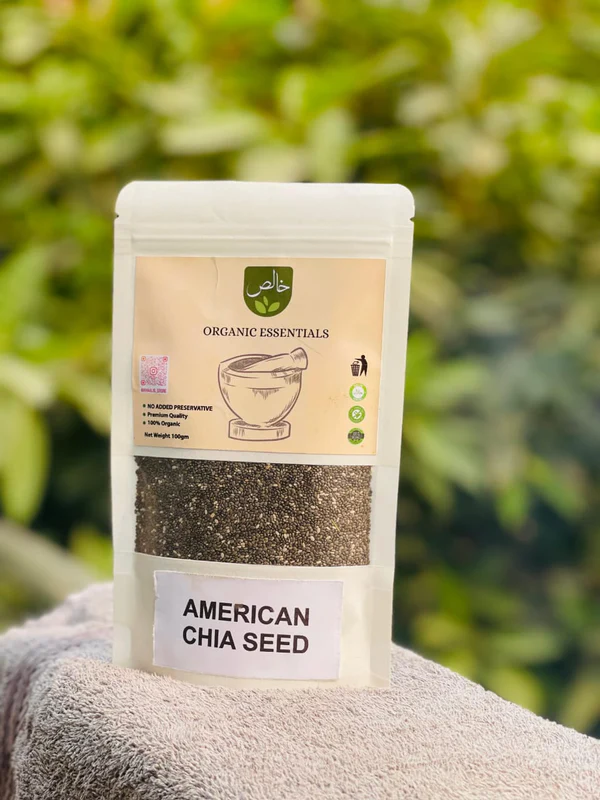 خالص
ORGANIC ESSENTIALS
NO ADDED PRESERVATIVE
Premium Quality
100% Organic
Net Weight 100gm
AMERICAN
CHIA SEED